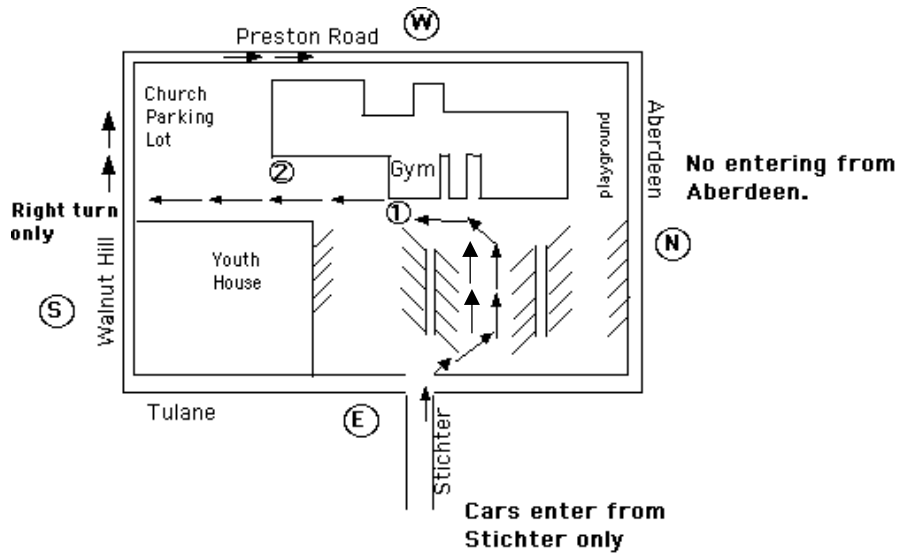 W
Preston Road
Church
Parking
Lot
playground
Aberdeen
No entering from
Aberdeen.
2
Gym
1
Right turn
only
Walnut Hill
Youth
House
N
S
Tulane
E
Stichter
Cars enter from
Stichter only